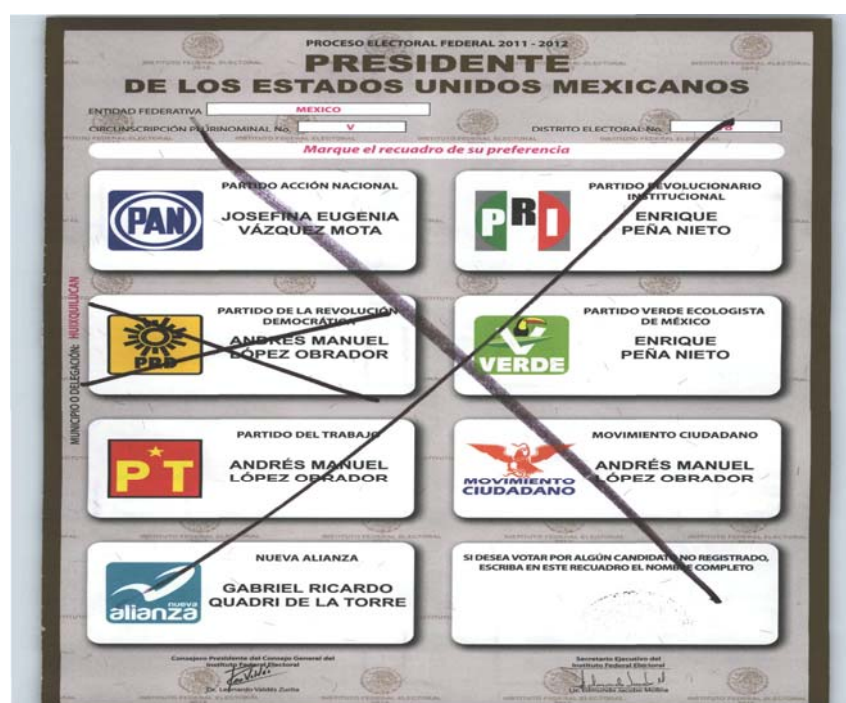 PROCESO ELECTORAL FEDERAL 2011 - 2012
PRESIDENTE
DE LOS ESTADOS UNIDOS MEXICANOS
ENTIDAD FEDERATIVA MEXICO
CIRCUNSCRIPCIÓN PLURINOMINAL No. V
DISTRITO ELECTORAL No.
Marque el recuadro de su preferencia
MUNICIPIO O DELEGACIÓN: HUIXQUILUCAN
PAN
PARTIDO ACCIÓN NACIONAL
JOSEFINA EUGENIA
VÁZQUEZ MOTA
PRI
PARTIDO REVOLUCIONARIO
INSTITUCIONAL
ENRIQUE
PEÑA NIETO
PRD
PARTIDO DE LA REVOLUCIÓN
DEMOCRÁTICA
ANDRÉS MANUEL
LÓPEZ OBRADOR
VERDE
PARTIDO VERDE ECOLOGISTA
DE MÉXICO
ENRIQUE
PEÑA NIETO
PT
PARTIDO DEL TRABAJO
ANDRÉS MANUEL
LÓPEZ OBRADOR
MOVIMIENTO
CIUDADANO
MOVIMIENTO CIUDADANO
ANDRÉS MANUEL
LÓPEZ OBRADOR
nueva
alianza
NUEVA ALIANZA
GABRIEL RICARDO
QUADRI DE LA TORRE
SI DESEA VOTAR POR ALGÚN CANDIDATO NO REGISTRADO,
ESCRIBA EN ESTE RECUADRO EL NOMBRE COMPLETO
Consejero Presidente del Consejo General del
Instituto Federal Electoral
Dr. Leonardo Valdés Zurita
Secretario Ejecutivo del
Instituto Federal Electoral
Lic. Edmundo Jacobo Molina